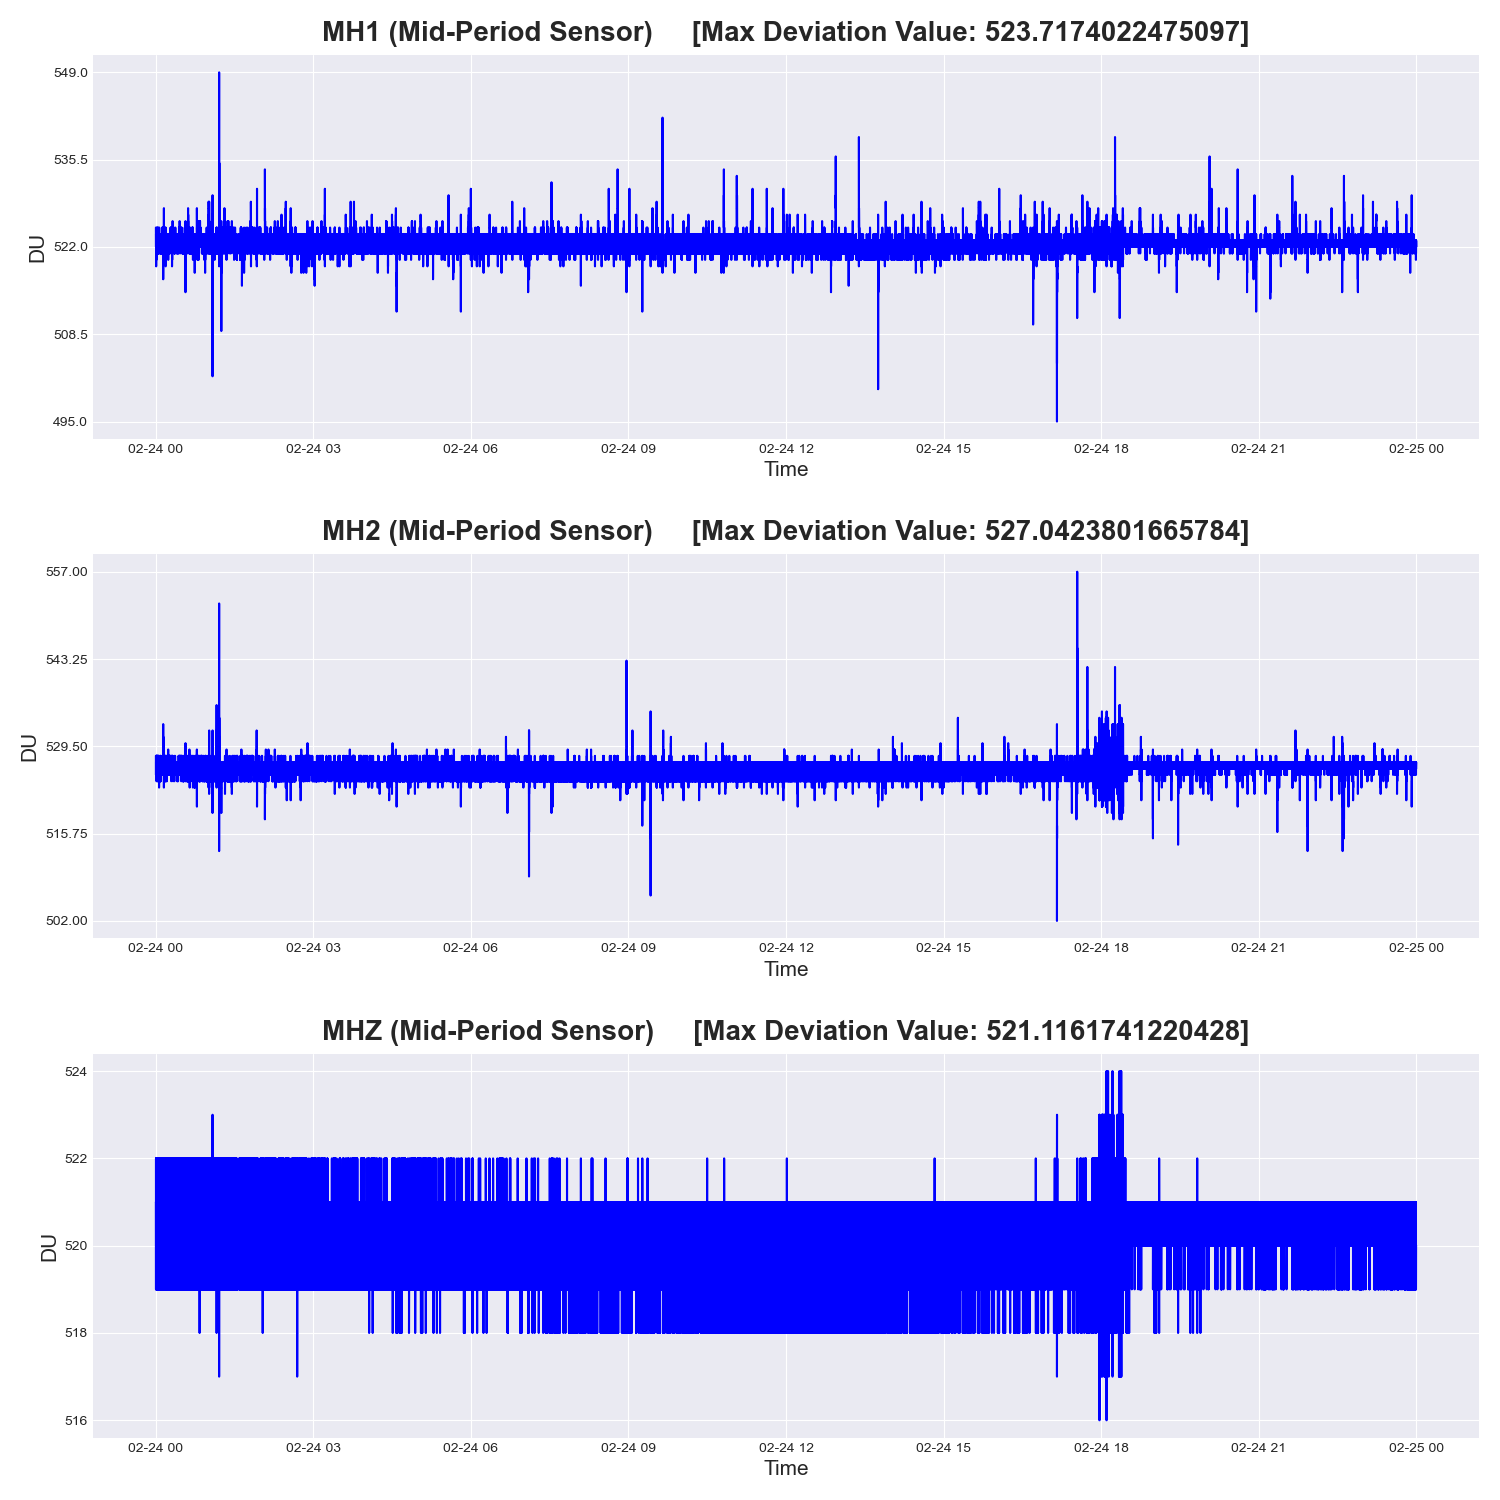 MH1 (Mid-Period Sensor) [Max Deviation Value: 523.7174022475097]
549.0
535.5
522.0
508.5
495.0
DU
02-24 00 02-24 03 02-24 06 02-24 09 02-24 12 02-24 15 02-24 18 02-24 21 02-25 00
Time
MH2 (Mid-Period Sensor) [Max Deviation Value: 527.0423801665784]
557.00
543.25
529.50
515.75
502.00
DU
02-24 00 02-24 03 02-24 06 02-24 09 02-24 12 02-24 15 02-24 18 02-24 21 02-25 00
Time
MHZ (Mid-Period Sensor) [Max Deviation Value: 521.1161741220428]
524
522
520
518
516
DU
02-24 00 02-24 03 02-24 06 02-24 09 02-24 12 02-24 15 02-24 18 02-24 21 02-25 00
Time